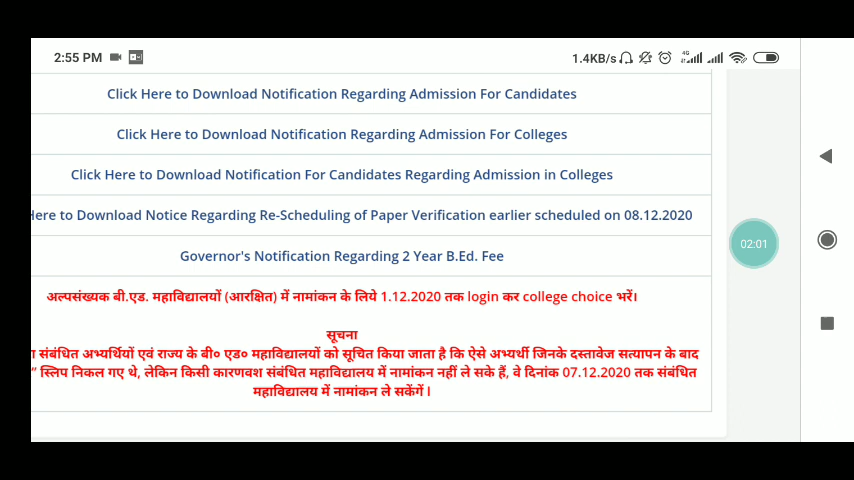 2:55 PM
1.4KB/s
4G
Click Here to Download Notification Regarding Admission For Candidates
Click Here to Download Notification Regarding Admission For Colleges
Click Here to Download Notification For Candidates Regarding Admission in Colleges
Here to Download Notice Regarding Re-Scheduling of Paper Verification earlier scheduled on 08.12.2020
02:01
Governor's Notification Regarding 2 Year B.Ed. Fee
अल्पसंख्यक बी.एड. महाविद्यालयों (आरक्षित) में नामांकन के लिये 1.12.2020 तक login कर college choice भरें।
सूचना
संबंधित अभ्यर्थियों एवं राज्य के बी० एड० महाविद्यालयों को सूचित किया जाता है कि ऐसे अभ्यर्थी जिनके दस्तावेज सत्यापन के बाद
” स्लिप निकल गए थे, लेकिन किसी कारणवश संबंधित महाविद्यालय में नामांकन नहीं ले सके हैं, वे दिनांक 07.12.2020 तक संबंधित
महाविद्यालय में नामांकन ले सकेंगें ।